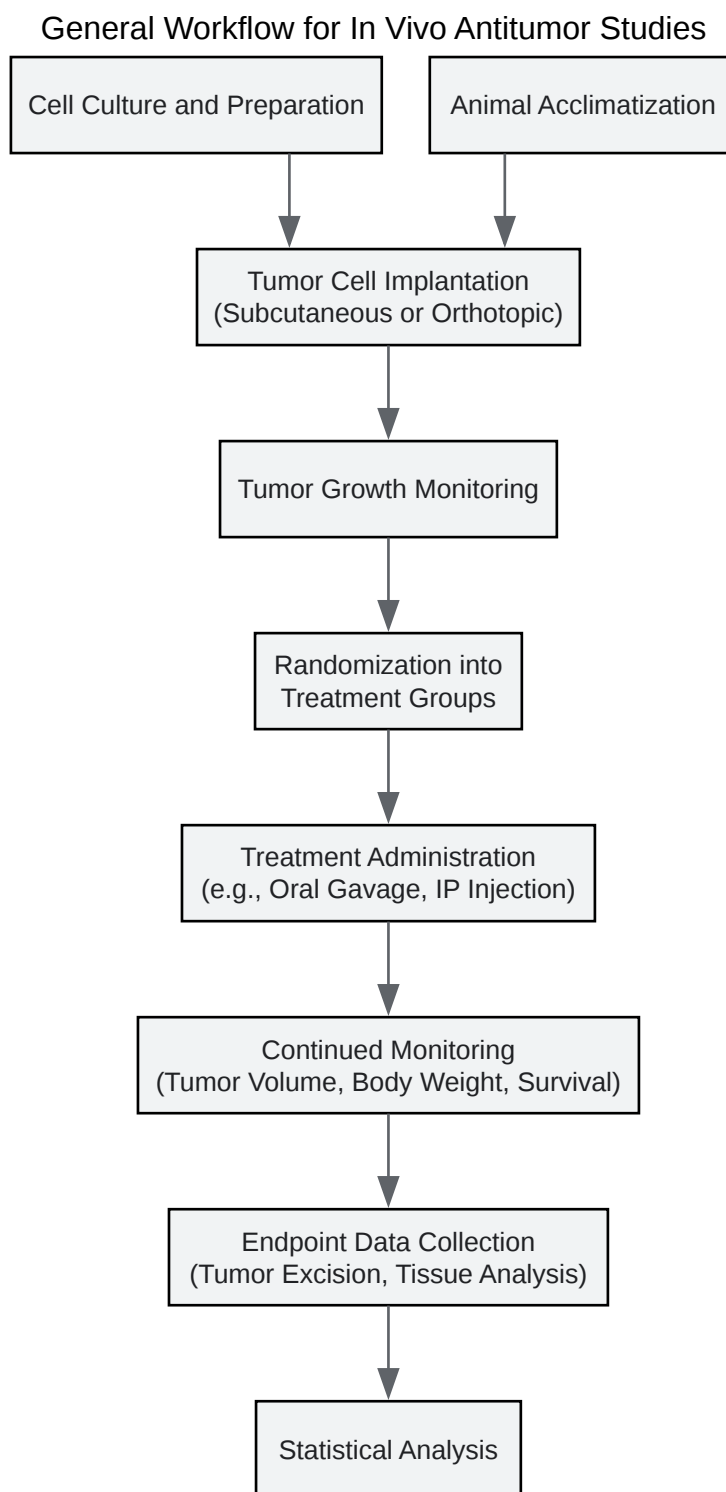 General Workflow for In Vivo Antitumor Studies
Cell Culture and Preparation
Animal Acclimatization
Tumor Cell Implantation
(Subcutaneous or Orthotopic)
Tumor Growth Monitoring
Randomization into
Treatment Groups
Treatment Administration
(e.g., Oral Gavage, IP Injection)
Continued Monitoring
(Tumor Volume, Body Weight, Survival)
Endpoint Data Collection
(Tumor Excision, Tissue Analysis)
Statistical Analysis